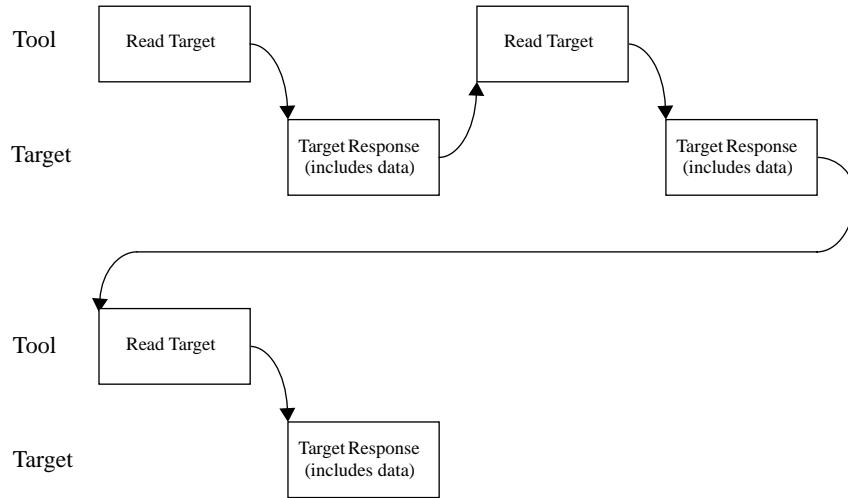 Tool
Read Target
Read Target
Target
Target Response
(includes data)
Target Response
(includes data)
Tool
Read Target
Target
Target Response
(includes data)